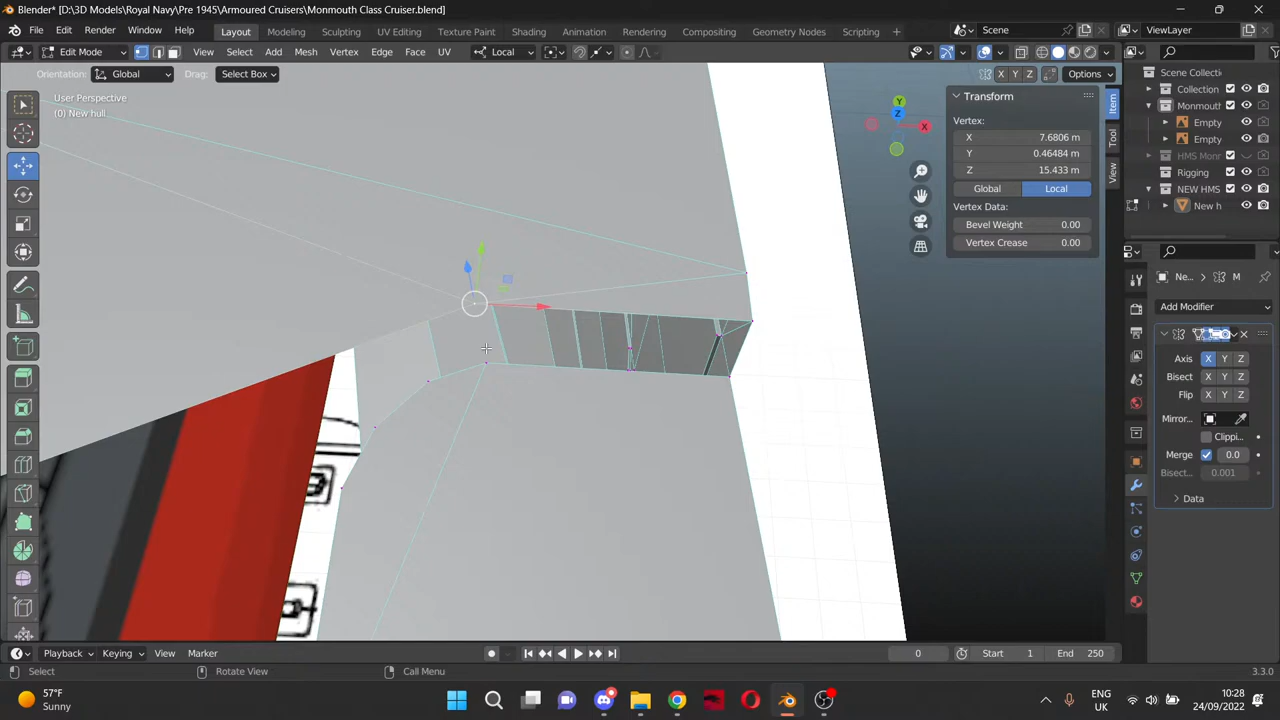 Blender* [D:\3D Models\Royal Navy\Pre 1945\Armoured Cruisers\Monmouth Class Cruiser.blend]
File Edit Render Window Help Layout Modeling Sculpting UV Editing Texture Paint Shading Animation Rendering Compositing Geometry Nodes Scripting Scene ViewLayer
Edit Mode View Select Add Mesh Vertex Edge Face UV Local
Orientation: Global Drag: Select Box X Y Z Options
User Perspective
(0) New hull
Y
Z
X
Transform
Vertex:
X 7.6806 m
Y 0.46484 m
Z 15.433 m
Global Local
Vertex Data:
Bevel Weight 0.00
Vertex Crease 0.00
Item
Tool
View
Scene Collecti
Collection
Monmout
Empty
Empty
HMS Monr
Rigging
NEW HMS
New h
Ne... M
Add Modifier
Axis X Y Z
Bisect X Y Z
Flip X Y Z
Mirror..
Clippi...
Merge 0.0
Bisect... 0.001
Data
Playback Keying View Marker 0 Start 1 End 250
Select Rotate View Call Menu 3.3.0
57°F
Sunny
ENG
UK
10:28
24/09/2022